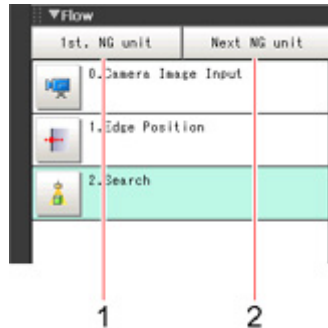 ▼Flow
1st. NG unit Next NG unit
0.Camera Image Input
1.Edge Position
2.Search
1 2